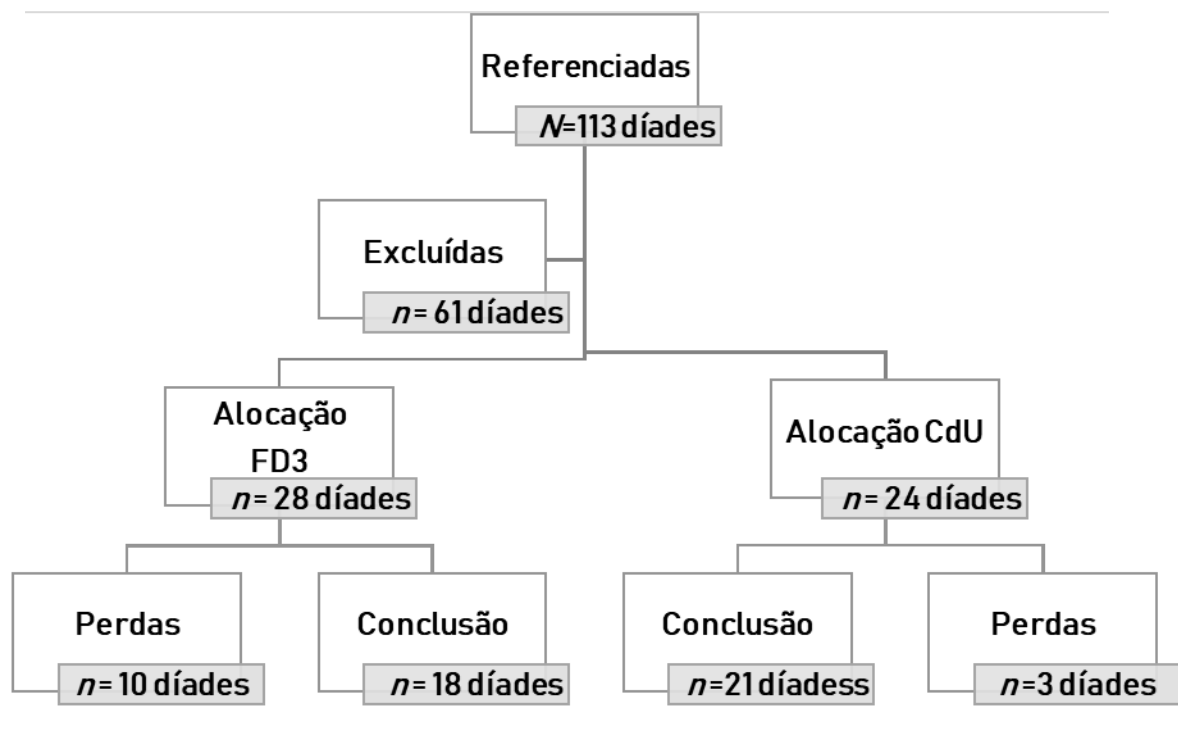 Referenciadas
N=113 díades
Excluídas
n= 61 díades
Alocação
FD3
n= 28 díades
Alocação CdU
n= 24 díades
Perdas
n= 10 díades
Conclusão
n= 18 díades
Conclusão
n=21 díadess
Perdas
n=3 díades